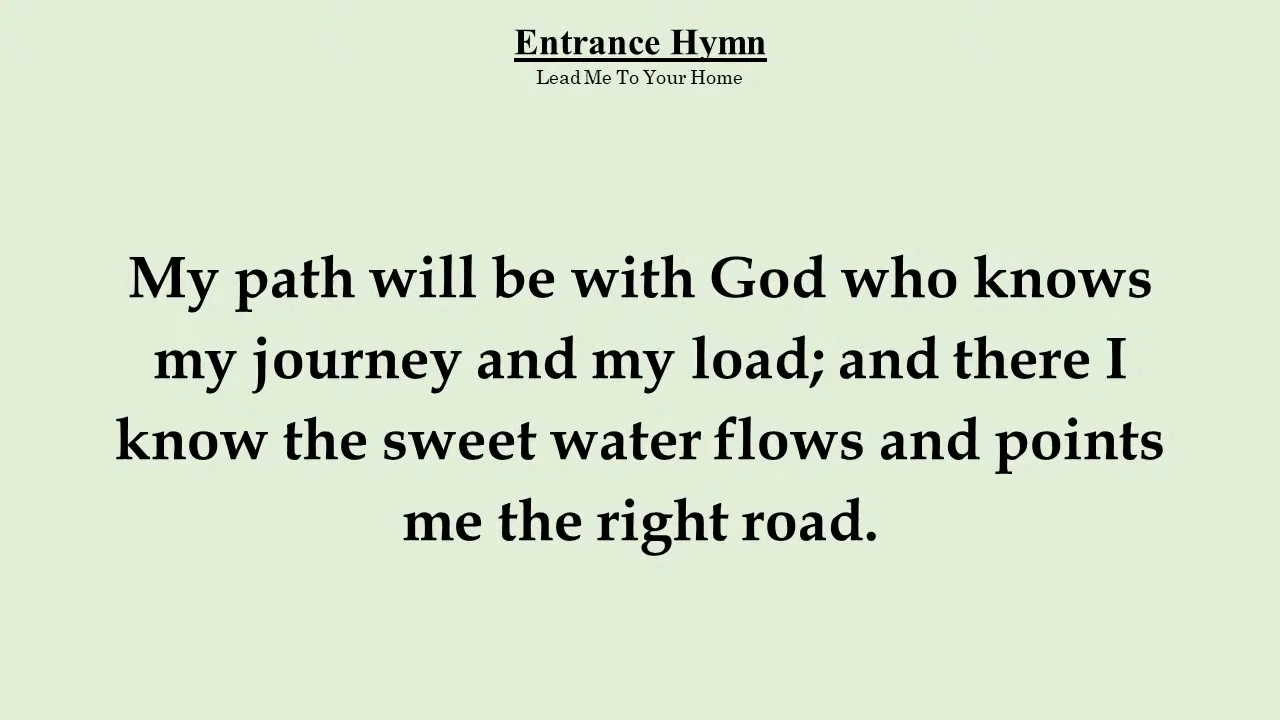 Entrance Hymn
Lead Me To Your Home
My path will be with God who knows
my journey and my load; and there I
know the sweet water flows and points
me the right road.